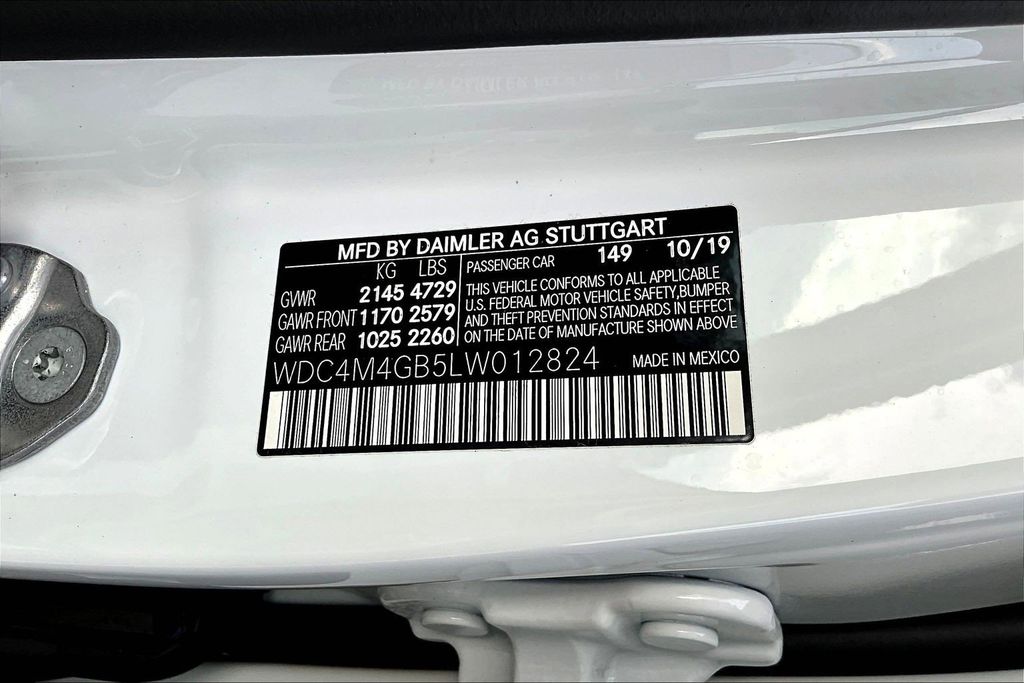 MFD BY DAIMLER AG STUTTGART
KG LBS
GVWR 2145 4729
GAWR FRONT 1170 2579
GAWR REAR 1025 2260
PASSENGER CAR 149 10/19
THIS VEHICLE CONFORMS TO ALL APPLICABLE
U.S. FEDERAL MOTOR VEHICLE SAFETY,BUMPER
AND THEFT PREVENTION STANDARDS IN EFFECT
ON THE DATE OF MANUFACTURE SHOWN ABOVE
WDC4M4GB5LW012824 MADE IN MEXICO